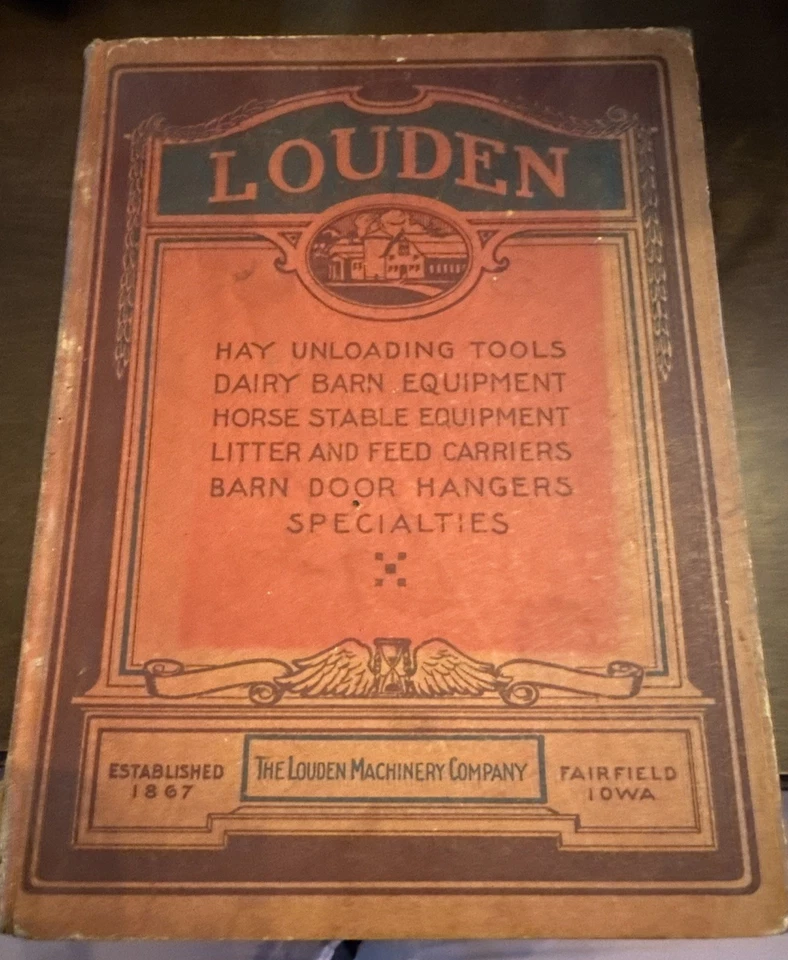 LOUDEN
HAY UNLOADING TOOLS
DAIRY BARN EQUIPMENT
HORSE STABLE EQUIPMENT
LITTER AND FEED CARRIERS
BARN DOOR HANGERS
SPECIALTIES
ESTABLISHED
1867
THE LOUDEN MACHINERY COMPANY
FAIRFIELD
IOWA